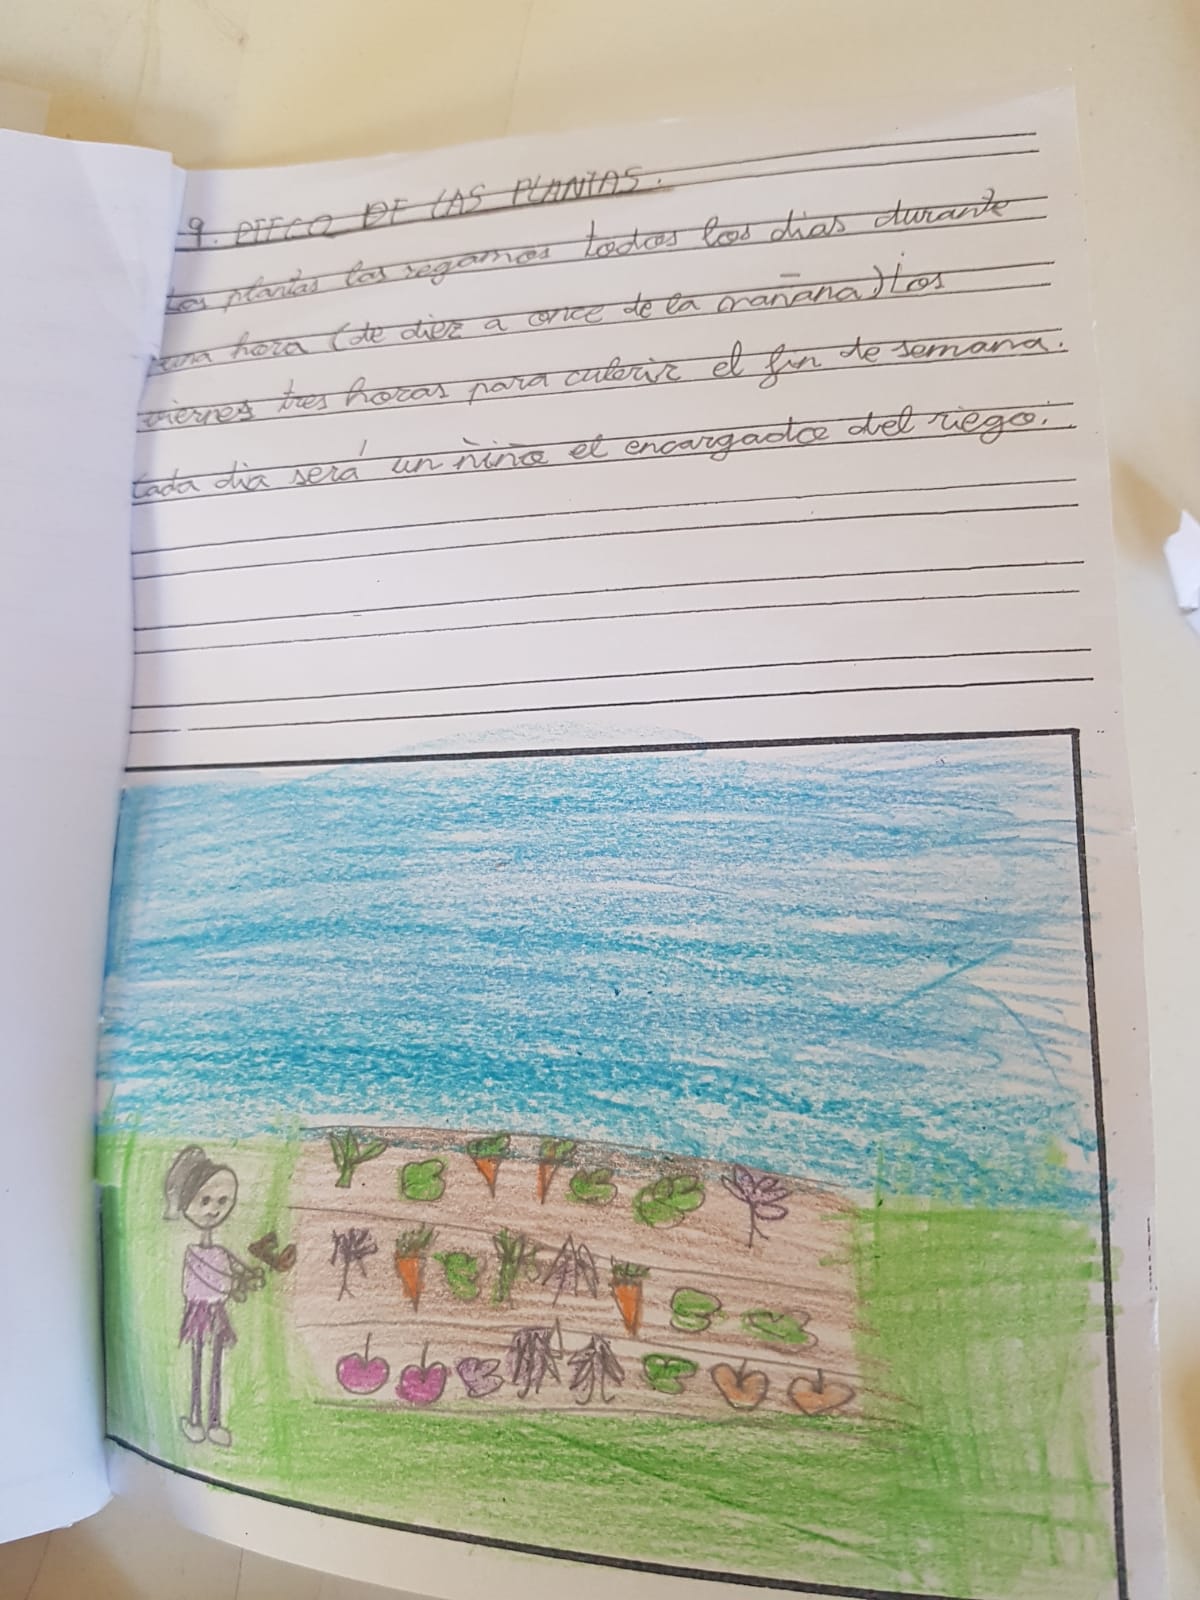 9. RIEGO DE LAS PLANTAS.
Las plantas las regamos todos los dias durante
una hora (de diez a once de la mañana) Los
viernes tres horas para cubrir el fin de semana.
Cada dia será un niño el encargado del riego.